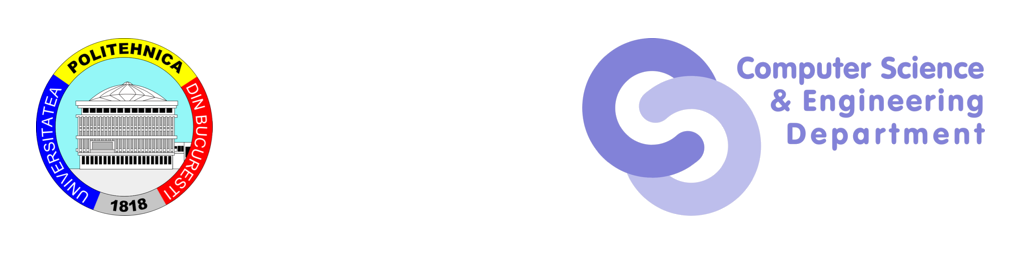 UNIVERSITATEA
POLITEHNICA
DIN BUCURESTI
1818
Computer Science
& Engineering
Department